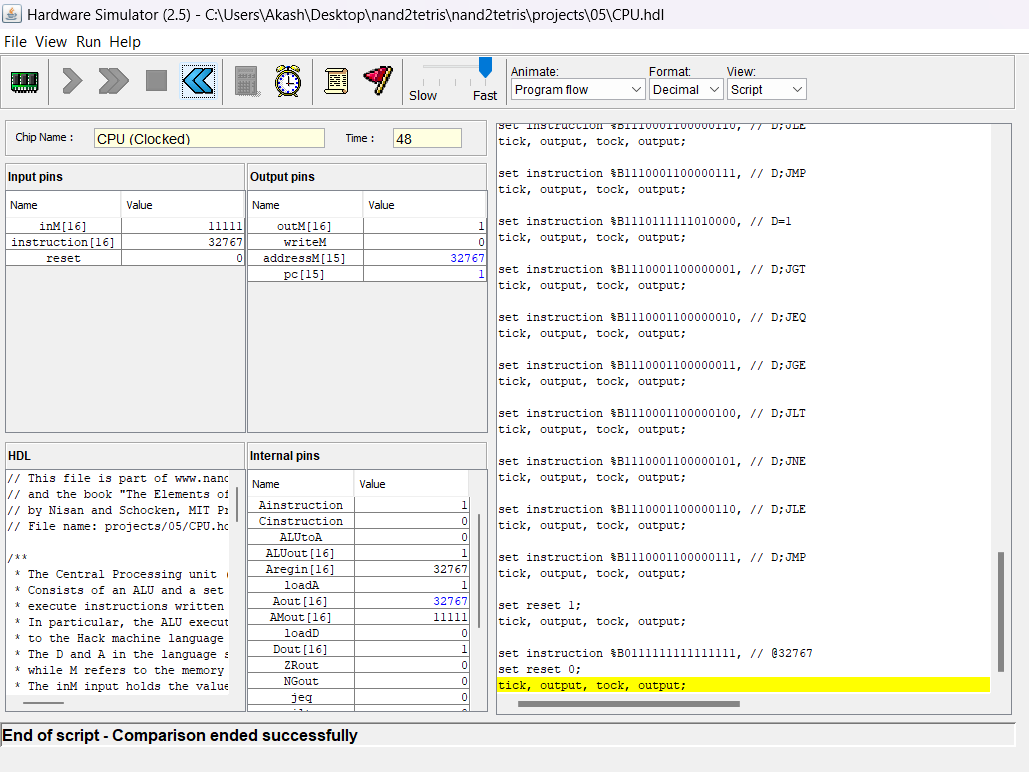 Hardware Simulator (2.5) - C:\Users\Akash\Desktop\nand2tetris\nand2tetris\projects\05\CPU.hdl
File View Run Help
Slow Fast
Animate: Format: View:
Program flow Decimal Script
Chip Name : CPU (Clocked) Time : 48
Input pins
Name Value
inM[16] 11111
instruction[16] 32767
reset 0
Output pins
Name Value
outM[16] 1
writeM 0
addressM[15] 32767
pc[15] 1
HDL
// This file is part of www.nand
// and the book "The Elements of
// by Nisan and Schocken, MIT Pr
// File name: projects/05/CPU.hd
/**
* The Central Processing unit (
* Consists of an ALU and a set
* execute instructions written
* In particular, the ALU execut
* to the Hack machine language
* The D and A in the language s
* while M refers to the memory
* The inM input holds the value
Internal pins
Name Value
Ainstruction 1
Cinstruction 0
ALUtoA 0
ALUout[16] 1
Aregin[16] 32767
loadA 1
Aout[16] 32767
AMout[16] 11111
loadD 0
Dout[16] 1
ZRout 0
NGout 0
jeq 0
set instruction %B1110001100000110, // D;JLE
tick, output, tock, output;
set instruction %B1110001100000111, // D;JMP
tick, output, tock, output;
set instruction %B1110111111010000, // D=1
tick, output, tock, output;
set instruction %B1110001100000001, // D;JGT
tick, output, tock, output;
set instruction %B1110001100000010, // D;JEQ
tick, output, tock, output;
set instruction %B1110001100000011, // D;JGE
tick, output, tock, output;
set instruction %B1110001100000100, // D;JLT
tick, output, tock, output;
set instruction %B1110001100000101, // D;JNE
tick, output, tock, output;
set instruction %B1110001100000110, // D;JLE
tick, output, tock, output;
set instruction %B1110001100000111, // D;JMP
tick, output, tock, output;
set reset 1;
tick, output, tock, output;
set instruction %B0111111111111111, // @32767
set reset 0;
tick, output, tock, output;
End of script - Comparison ended successfully